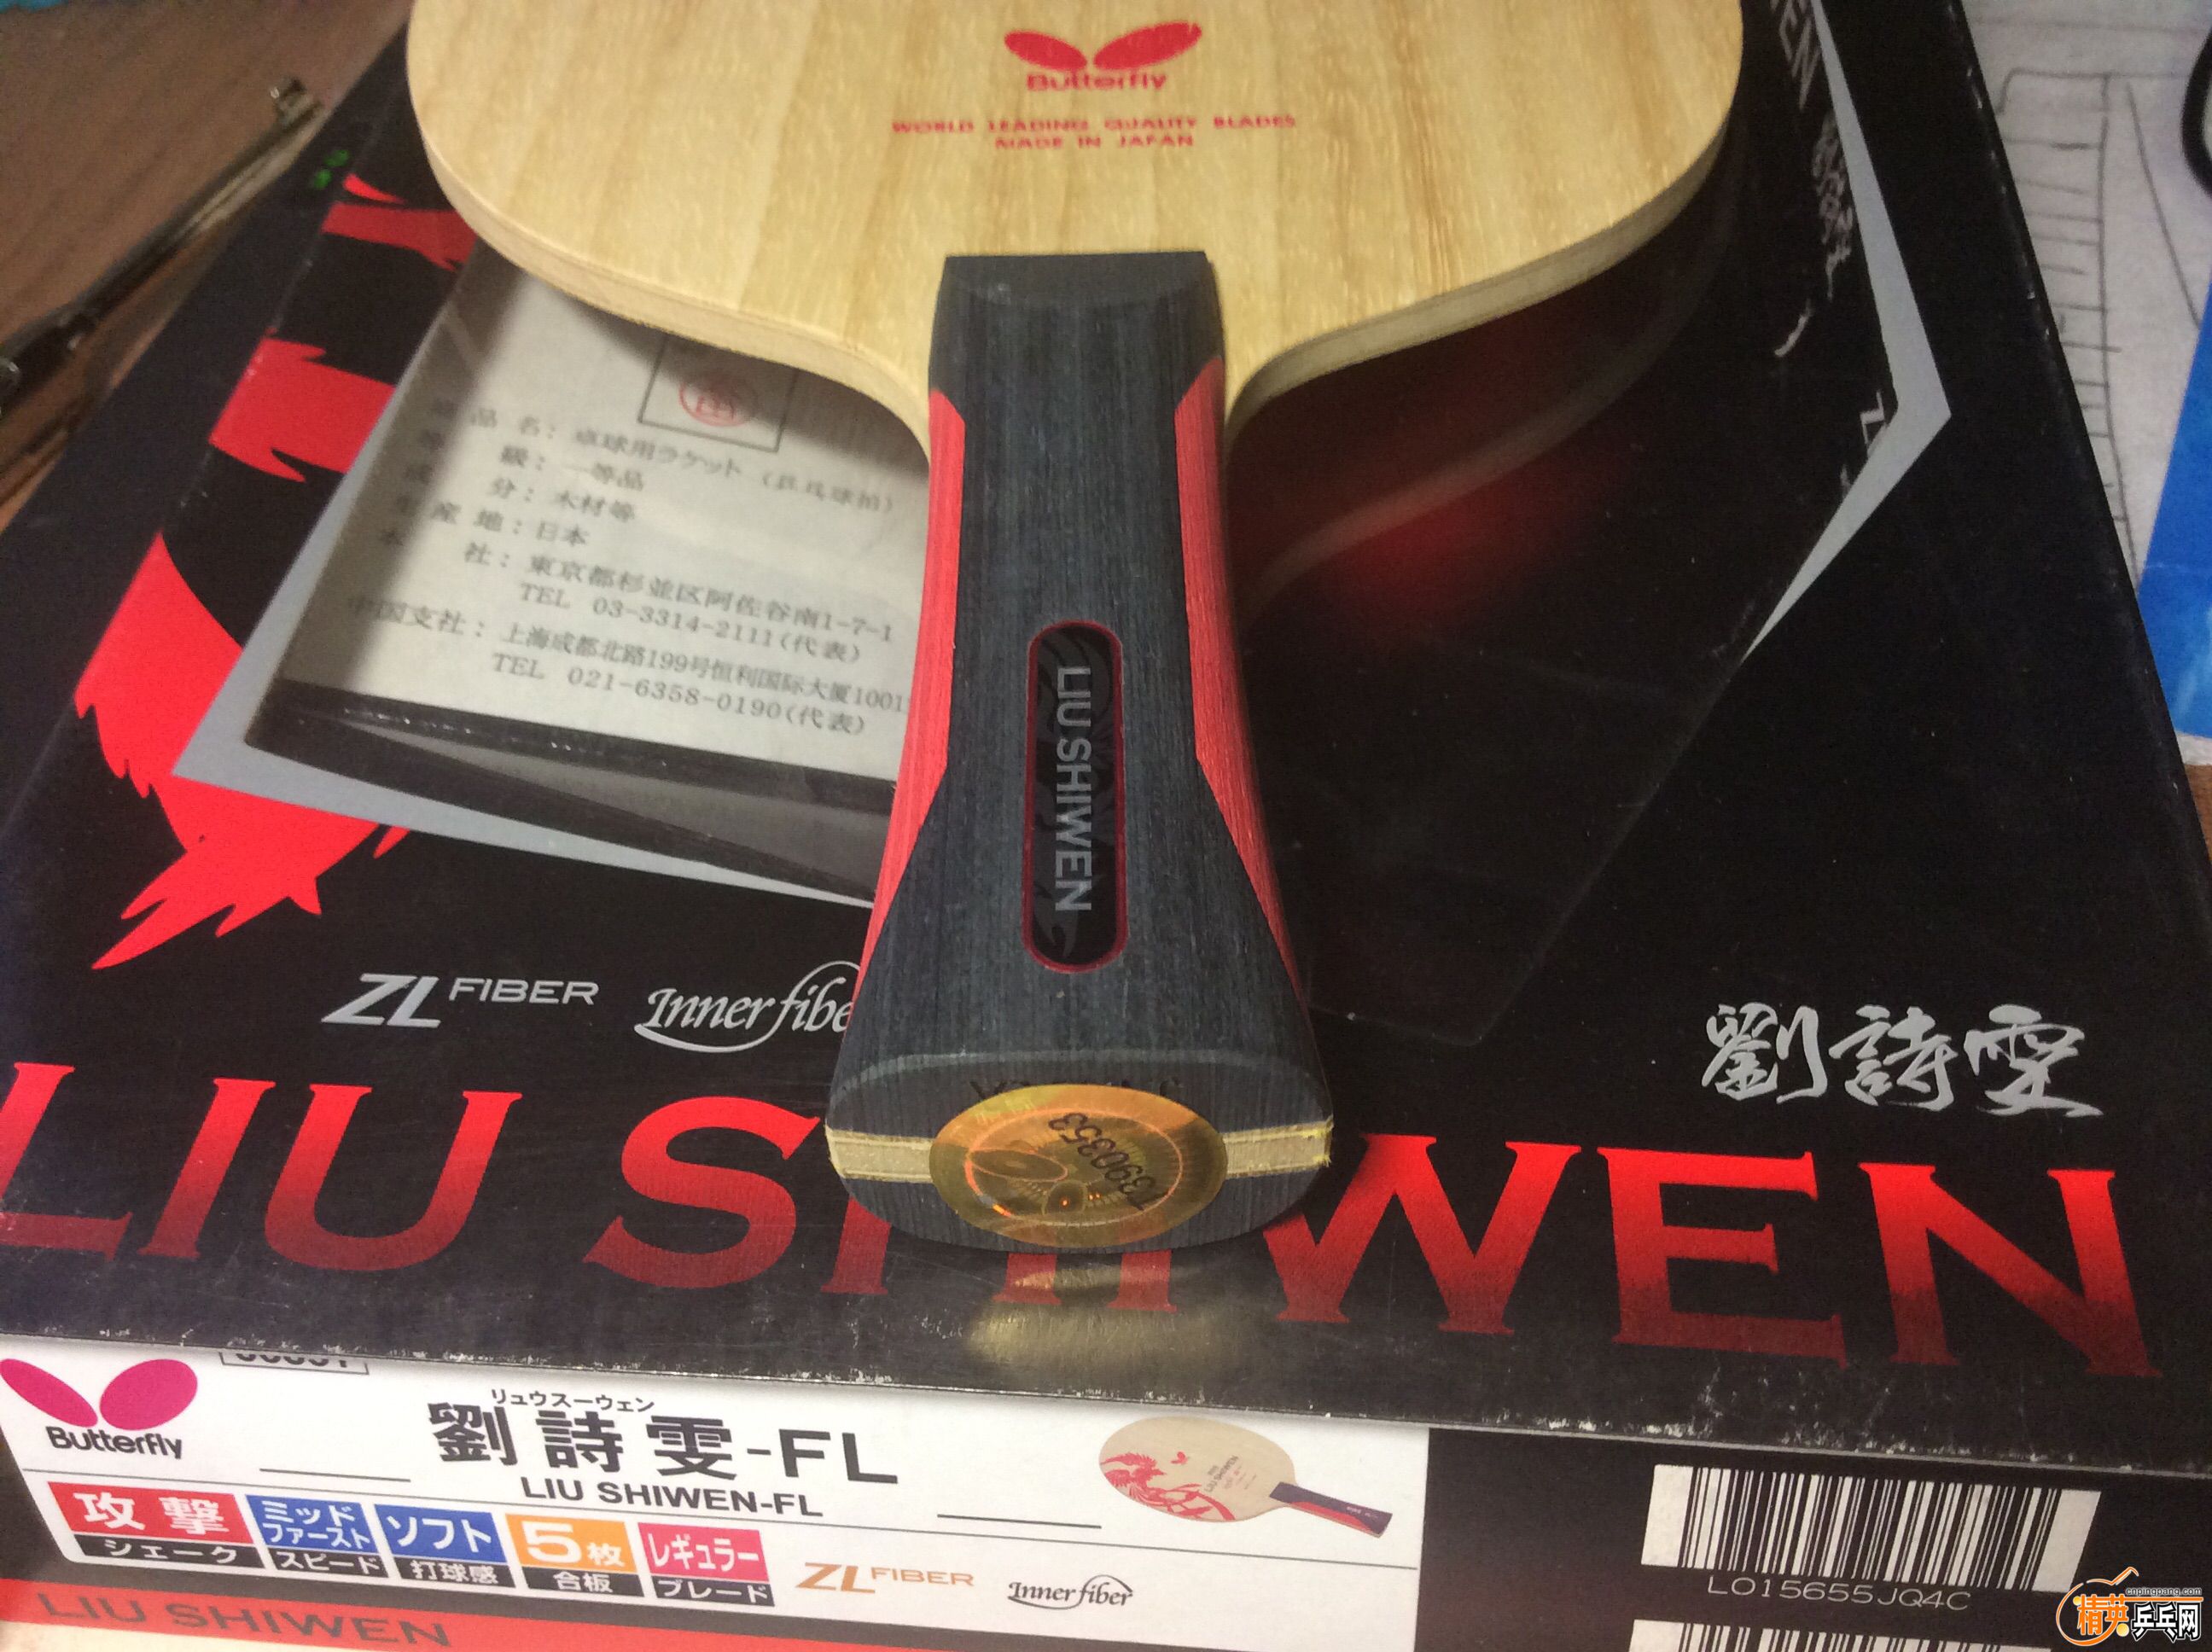 Butterfly
WORLD LEADING QUALITY BLADES
MADE IN JAPAN
品 名：卓球用ラケット（乒乓球拍）
級：一等品
分：木材等
生 産 地：日本
本 社：東京都杉並区阿佐谷南1-7-1
TEL 03-3314-2111(代表)
中国支社：上海成都北路199号恒利国际大厦1001
TEL 021-6358-0190(代表)
LIU SHIWEN
ZL FIBER
Inner fibe
劉詩雯
LIU SHIWEN
Butterfly
リュウスーウェン
劉詩雯-FL
LIU SHIWEN-FL
攻撃
シェーク
ミッド
ファースト
スピード
ソフト
打球感
5枚
合板
レギュラー
ブレード
ZL FIBER
Inner fiber
LIU SHIWEN
L015655JQ4C
cnpingpang.com
精英乒乓网